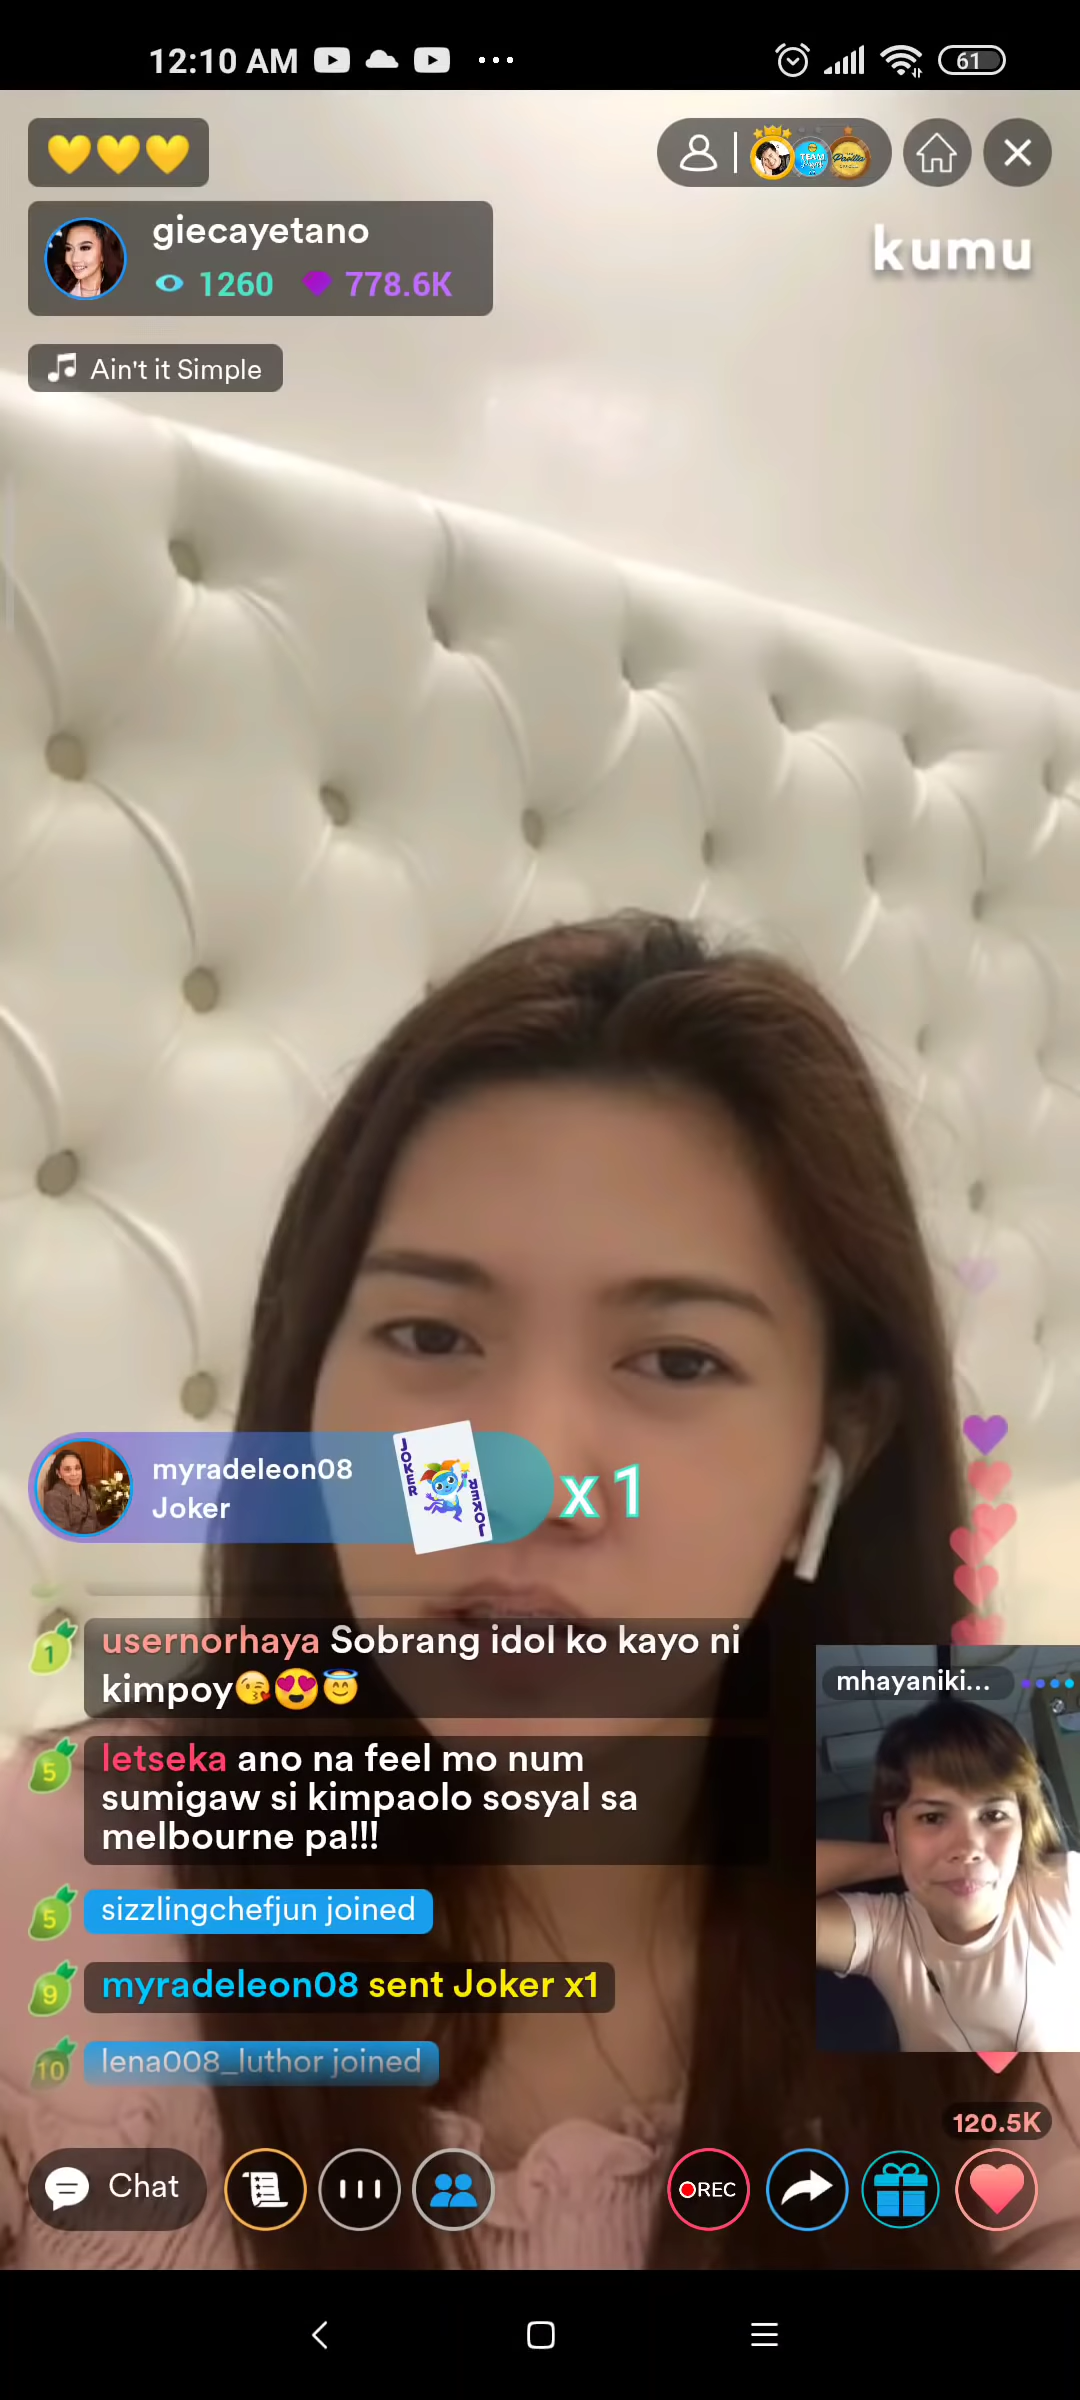 12:10 AM
61
giecayetano
1260 778.6K
kumu
Ain't it Simple
TEAM
myradeleon08
Joker
JOKER
JOKER
x 1
1 usernorhaya Sobrang idol ko kayo ni
kimpoy😘😍😇
5 letseka ano na feel mo num
sumigaw si kimpaolo sosyal sa
melbourne pa!!!
mhayaniki...
5 sizzlingchefjun joined
9 myradeleon08 sent Joker x1
10 lena008_luthor joined
120.5K
Chat
REC